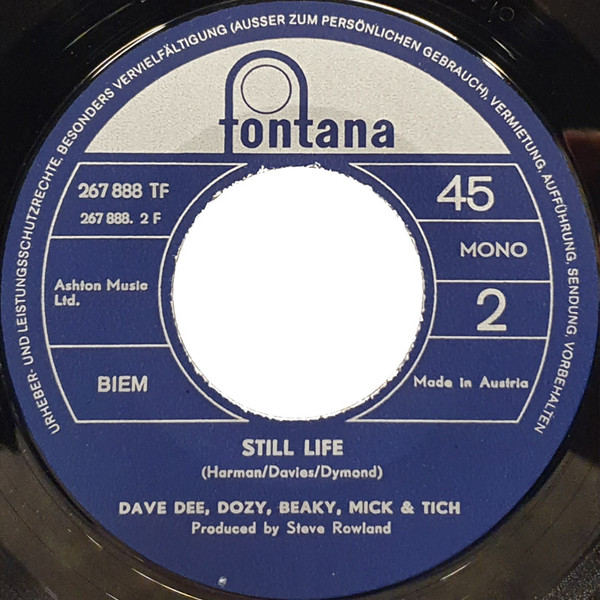 URHEBER- UND LEISTUNGSSCHUTZRECHTE, BESONDERS VERVIELFÄLTIGUNG (AUSSER ZUM PERSÖNLICHEN GEBRAUCH), VERMIETUNG, AUFFÜHRUNG, SENDUNG, VORBEHALTEN
fontana
267 888 TF
267 888. 2 F
45
MONO
Ashton Music
Ltd.
2
BIEM
Made in Austria
STILL LIFE
(Harman/Davies/Dymond)
DAVE DEE, DOZY, BEAKY, MICK & TICH
Produced by Steve Rowland